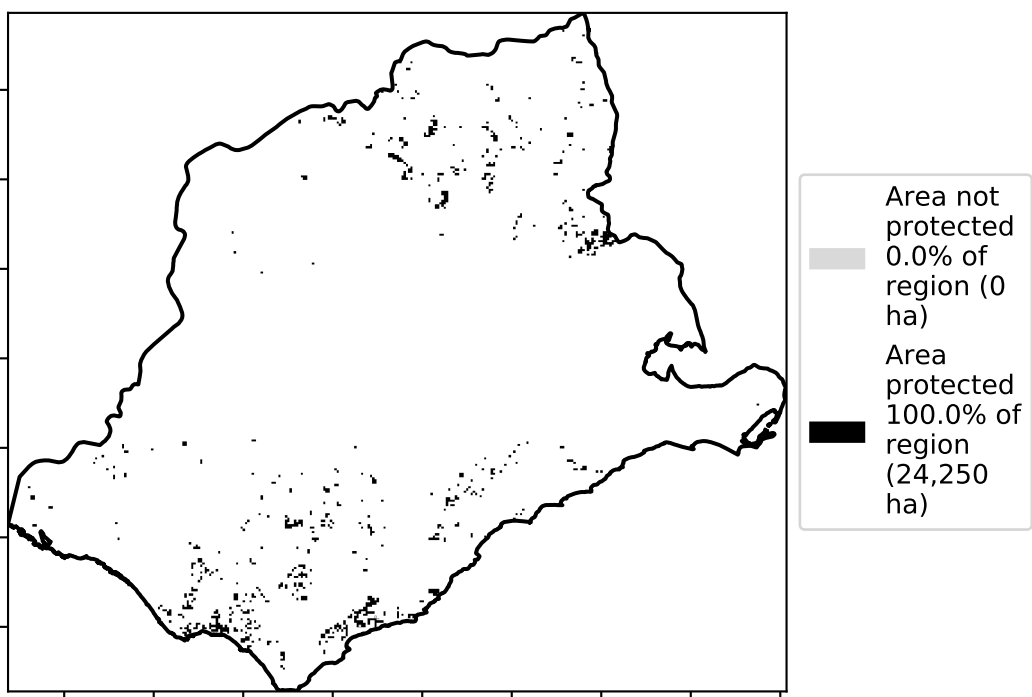 Area not
protected
0.0% of
region (0
ha)
Area
protected
100.0% of
region
(24,250
ha)